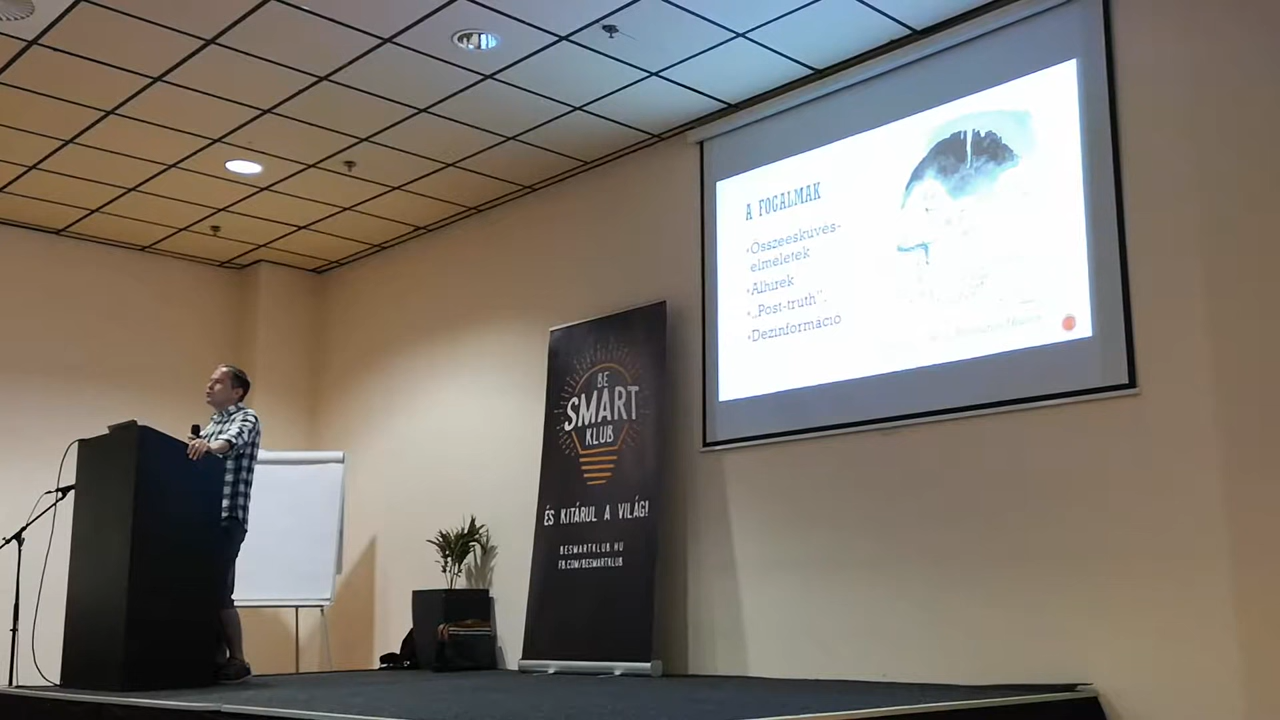 A FOGALMAK
•Összeesküvés-
elméletek
•Álhírek
•„Post-truth”.
•Dezinformáció
BE
SMART
KLUB
ÉS KITÁRUL A VILÁG!
BESMARTKLUB.HU
FB.COM/BESMARTKLUB